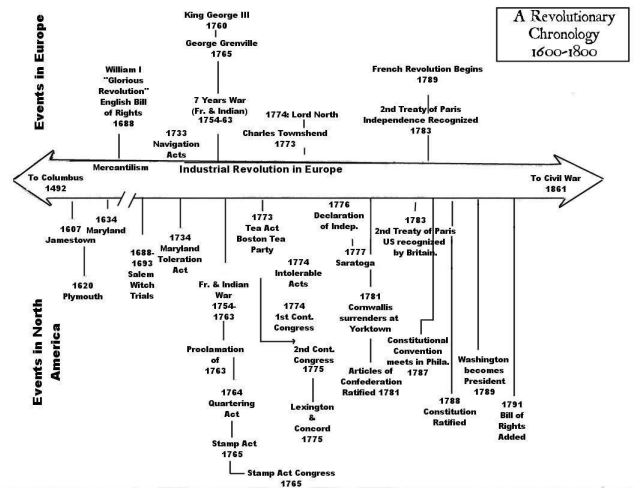 A Revolutionary
Chronology
1600-1800
Events in Europe
King George III
1760
George Grenville
1765
William I
"Glorious
Revolution"
English Bill
of Rights
1688
7 Years War
(Fr. & Indian)
1754-63
1733
Navigation
Acts
1774: Lord North
Charles Townshend
1773
French Revolution Begins
1789
2nd Treaty of Paris
Independence Recognized
1783
Mercantilism
Industrial Revolution in Europe
To Columbus
1492
To Civil War
1861
Events in North
America
1607
Jamestown
1634
Maryland
1620
Plymouth
1688-
1693
Salem
Witch
Trials
1734
Maryland
Toleration
Act
Fr. & Indian
War
1754-
1763
Proclamation
of
1763
1764
Quartering
Act
Stamp Act
1765
Stamp Act Congress
1765
1773
Tea Act
Boston Tea
Party
1774
Intolerable
Acts
1774
1st Cont.
Congress
2nd Cont.
Congress
1775
Lexington
&
Concord
1775
1776
Declaration
of Indep.
1777
Saratoga
1781
Cornwallis
surrenders at
Yorktown
Articles of
Confederation
Ratified 1781
1783
2nd Treaty of Paris
US recognized
by Britain.
Constitutional
Convention
meets in Phila.
1787
1788
Constitution
Ratified
Washington
becomes
President
1789
1791
Bill of
Rights
Added